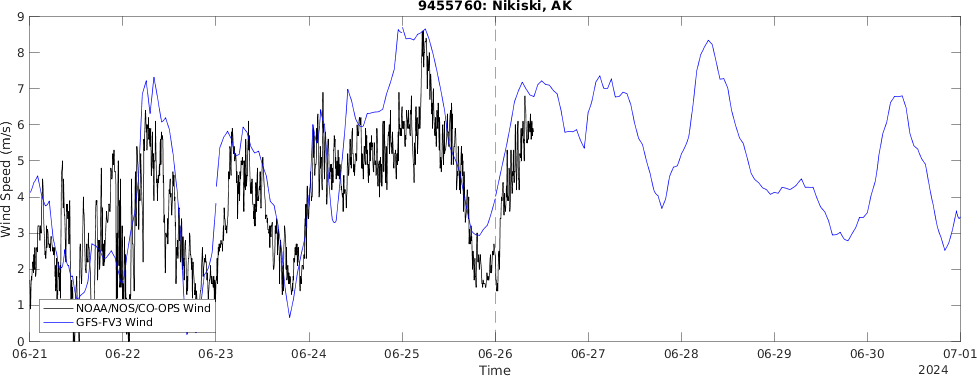 9455760: Nikiski, AK
Wind Speed (m/s)
9
8
7
6
5
4
3
2
1
0
NOAA/NOS/CO-OPS Wind
GFS-FV3 Wind
06-21 06-22 06-23 06-24 06-25 06-26 06-27 06-28 06-29 06-30 07-01
Time
2024